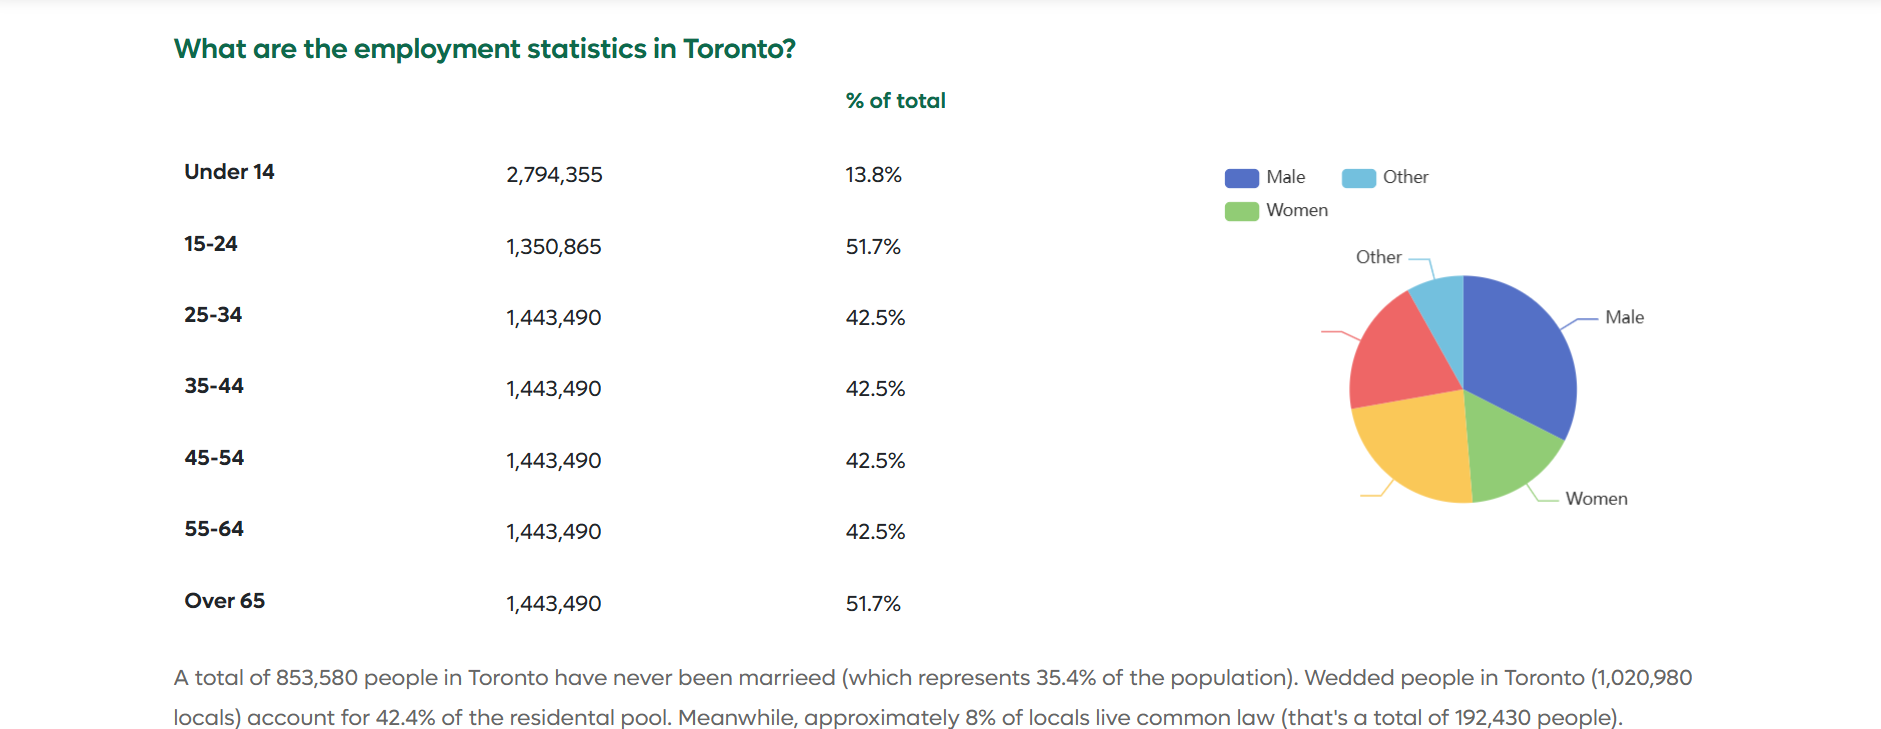 What are the employment statistics in Toronto?
% of total
Under 14 2,794,355 13.8%
15-24 1,350,865 51.7%
25-34 1,443,490 42.5%
35-44 1,443,490 42.5%
45-54 1,443,490 42.5%
55-64 1,443,490 42.5%
Over 65 1,443,490 51.7%
Male Other
Women
Other
Male
Women
A total of 853,580 people in Toronto have never been marrieed (which represents 35.4% of the population). Wedded people in Toronto (1,020,980
locals) account for 42.4% of the residental pool. Meanwhile, approximately 8% of locals live common law (that's a total of 192,430 people).